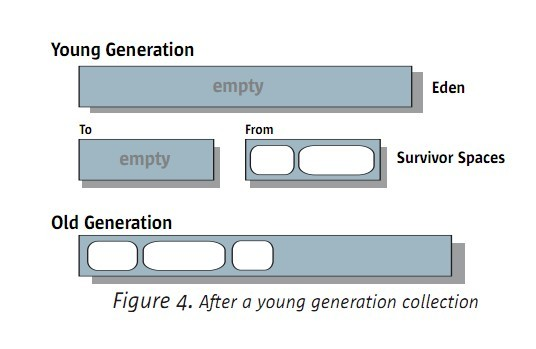 Young Generation
empty
Eden
To
From
empty
Survivor Spaces
Old Generation
Figure 4. After a young generation collection